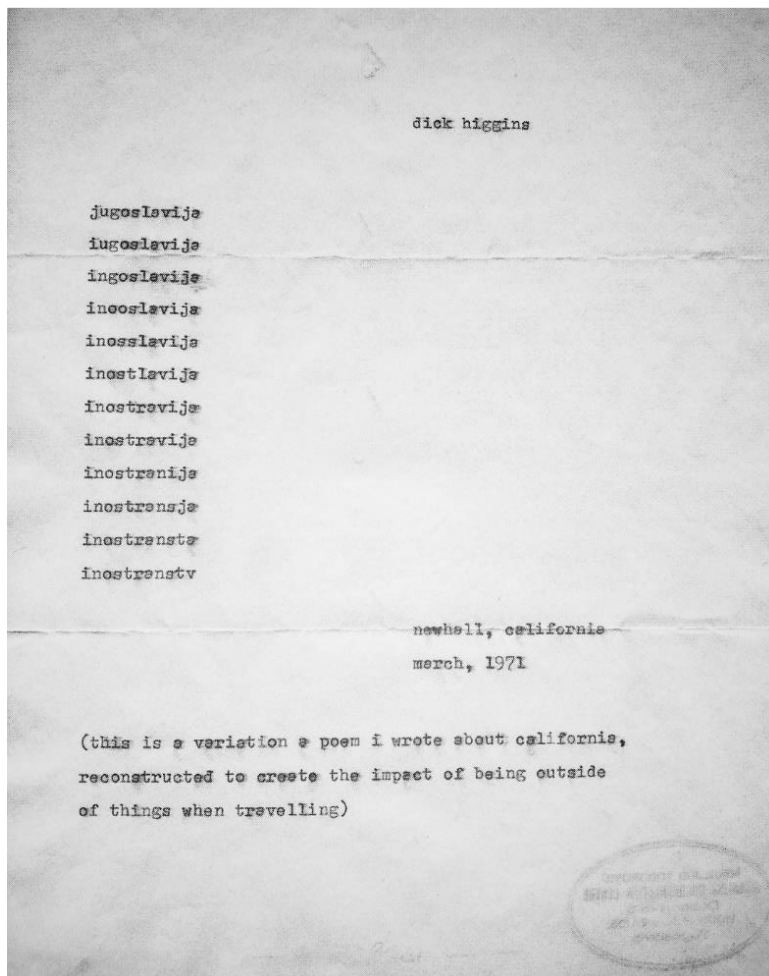 dick higgins
jugoslavija
iugoslavija
ingoslavija
inooslavija
inosslavija
inostlavija
inostravija
inostravija
inostranija
inostransja
inostransta
inostranstv
newhall, california
march, 1971
(this is a variation a poem i wrote about california,
reconstructed to create the impact of being outside
of things when travelling)